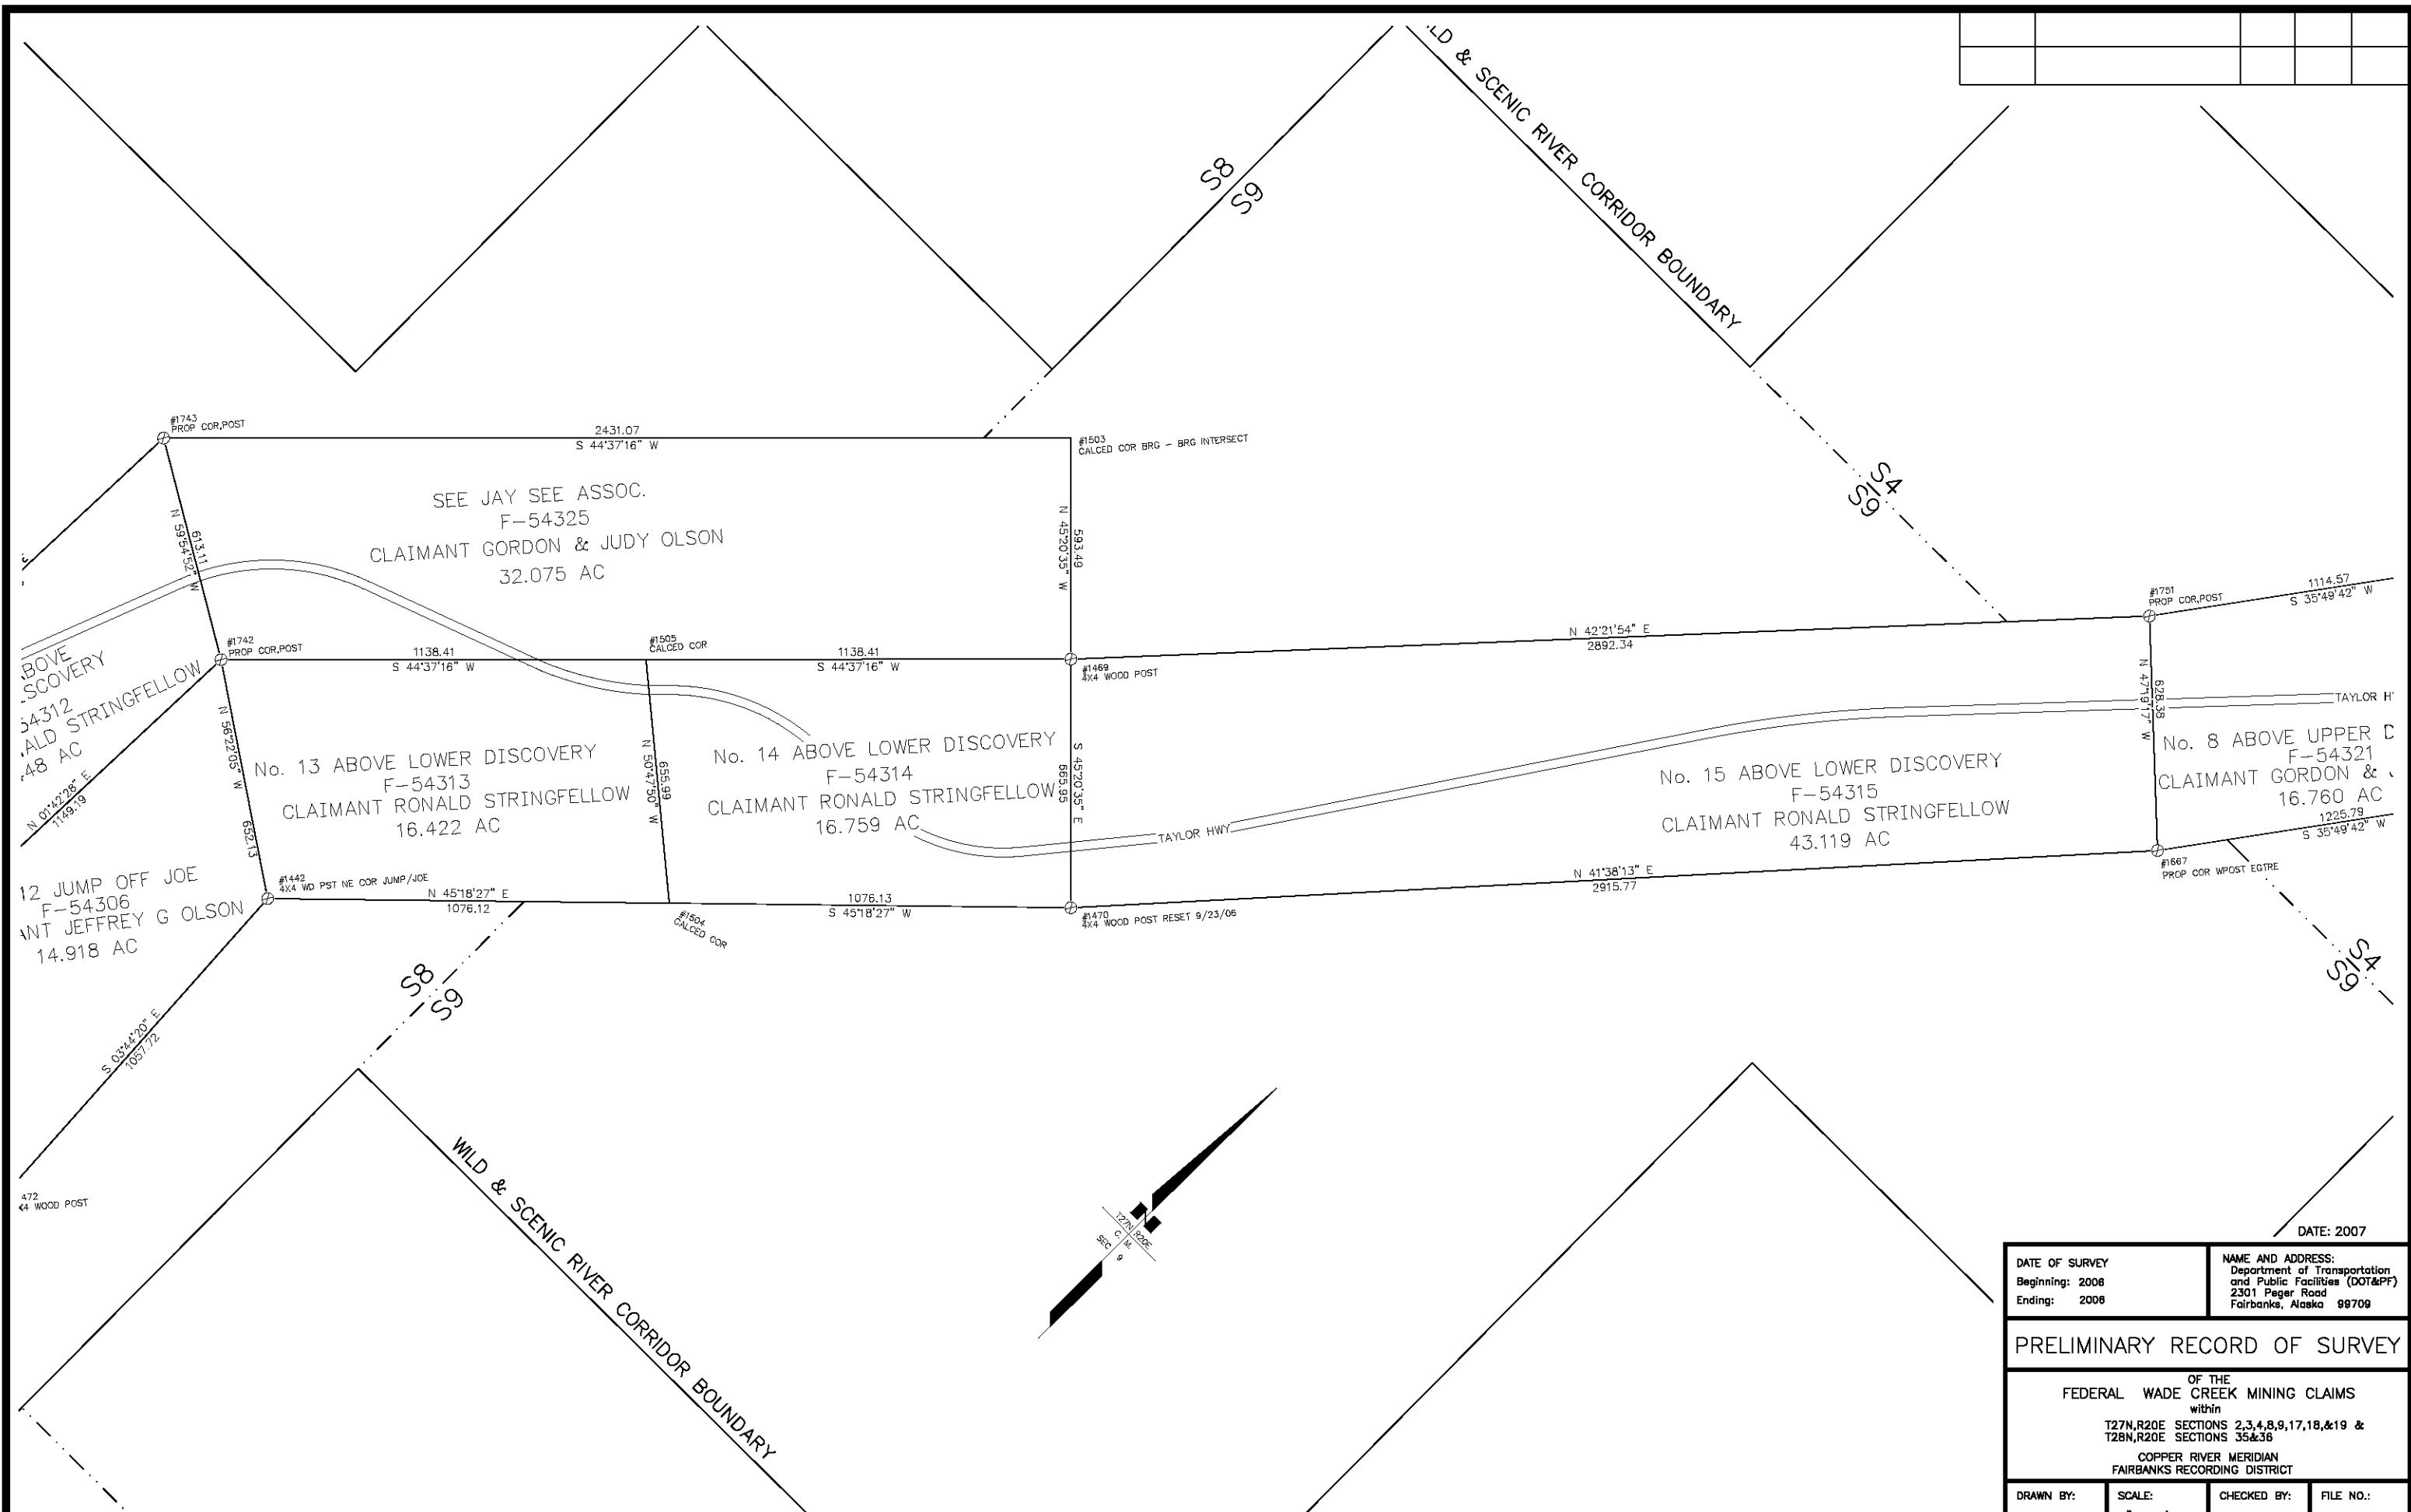 WILD & SCENIC RIVER CORRIDOR BOUNDARY
S8
S9
#1743
PROP COR,POST
2431.07
S 44°37'16" W
#1503
CALCED COR BRG - BRG INTERSECT
SEE JAY SEE ASSOC.
F-54325
CLAIMANT GORDON & JUDY OLSON
32.075 AC
613.11
N 59°54'52" W
593.49
N 45°20'35" W
S4
S9
#1742
PROP COR,POST
1138.41
S 44°37'16" W
#1505
CALCED COR
1138.41
S 44°37'16" W
#1469
4X4 WOOD POST
N 42°21'54" E
2892.34
#1751
PROP COR,POST
1114.57
S 35°49'42" W
628.38
N 47°19'17" W
TAYLOR H
BOVE
SCOVERY
54312
ALD STRINGFELLOW
48 AC
N 01°42'28" E
1149.19
N 56°22'05" W
652.13
No. 13 ABOVE LOWER DISCOVERY
F-54313
CLAIMANT RONALD STRINGFELLOW
16.422 AC
655.99
N 50°47'50" W
No. 14 ABOVE LOWER DISCOVERY
F-54314
CLAIMANT RONALD STRINGFELLOW
16.759 AC
S 45°20'35" E
665.95
TAYLOR HWY
No. 15 ABOVE LOWER DISCOVERY
F-54315
CLAIMANT RONALD STRINGFELLOW
43.119 AC
No. 8 ABOVE UPPER D
F-54321
CLAIMANT GORDON &
16.760 AC
1225.79
S 35°49'42" W
12 JUMP OFF JOE
F-54306
ANT JEFFREY G OLSON
14.918 AC
#1442
4X4 WD PST NE COR JUMP/JOE
N 45°18'27" E
1076.12
#1504
CALCED COR
1076.13
S 45°18'27" W
#1470
4X4 WOOD POST RESET 9/23/06
N 41°38'13" E
2915.77
#1667
PROP COR WPOST EGTRE
S8
S9
S4
S9
S 03°44'20" E
1057.72
472
X4 WOOD POST
WILD & SCENIC RIVER CORRIDOR BOUNDARY
N
T27N R20E
C. M.
SEC 9
DATE: 2007
DATE OF SURVEY
Beginning: 2006
Ending: 2006
NAME AND ADDRESS:
Department of Transportation
and Public Facilities (DOT&PF)
2301 Peger Road
Fairbanks, Alaska 99709
PRELIMINARY RECORD OF SURVEY
OF THE
FEDERAL WADE CREEK MINING CLAIMS
within
T27N,R20E SECTIONS 2,3,4,8,9,17,18,&19 &
T28N,R20E SECTIONS 35&36
COPPER RIVER MERIDIAN
FAIRBANKS RECORDING DISTRICT
DRAWN BY:
SCALE:
CHECKED BY:
FILE NO.: